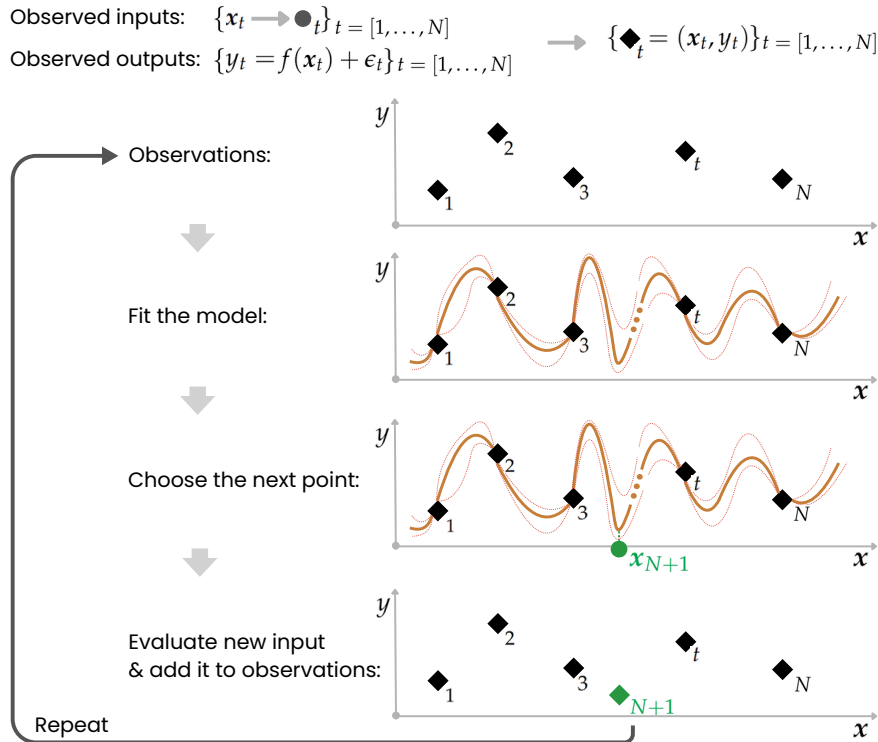 Observed inputs: {x_t → ●_t}_{t = [1,...,N]}
Observed outputs: {y_t = f(x_t) + ϵ_t}_{t = [1,...,N]}
→ {◆_t = (x_t, y_t)}_{t = [1,...,N]}
y
Observations:
1
2
3
t
N
x
y
Fit the model:
1
2
3
t
N
x
y
Choose the next point:
1
2
3
t
N
x_{N+1}
x
y
Evaluate new input
& add it to observations:
1
2
3
N+1
t
N
x
Repeat